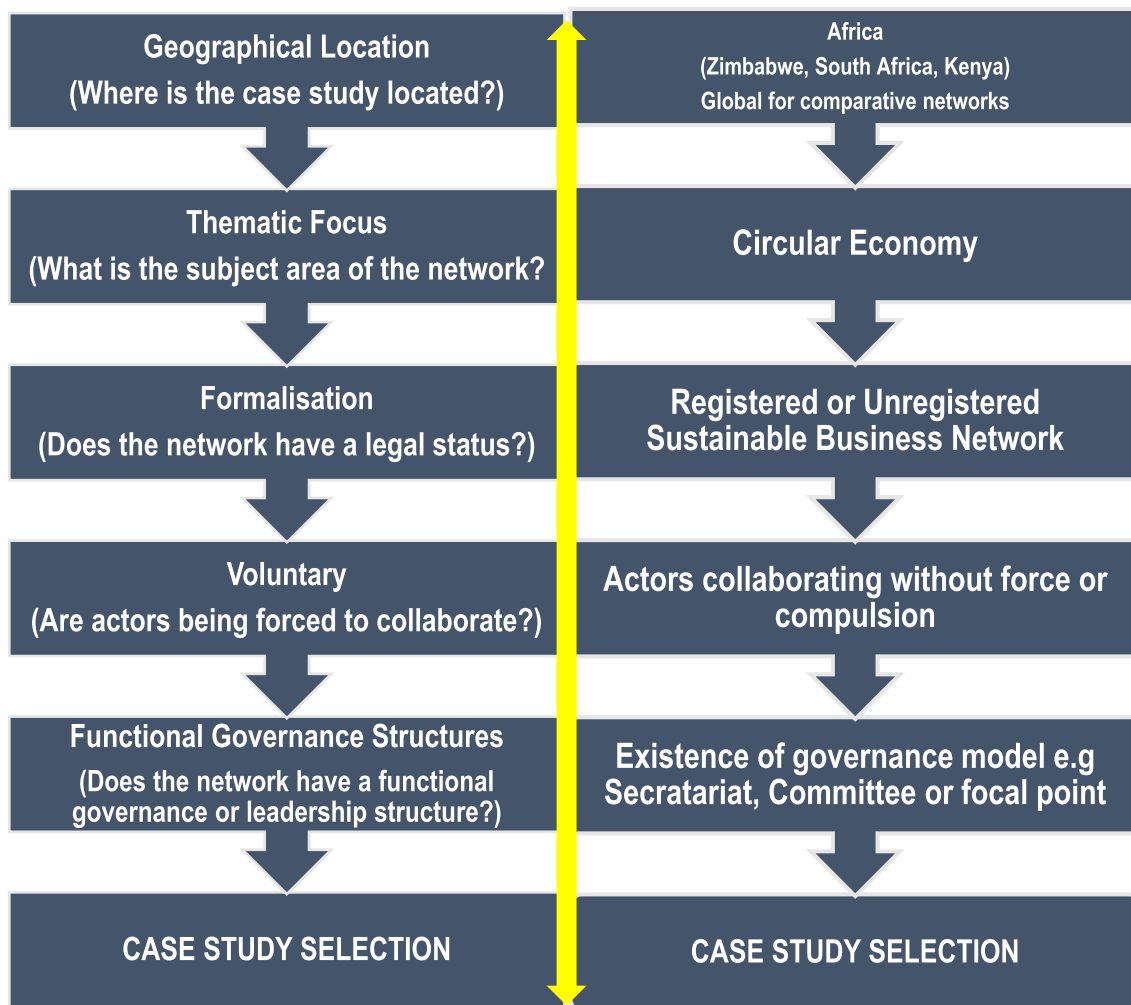 Geographical Location
(Where is the case study located?)
Thematic Focus
(What is the subject area of the network?
Formalisation
(Does the network have a legal status?)
Voluntary
(Are actors being forced to collaborate?)
Functional Governance Structures
(Does the network have a functional
governance or leadership structure?)
CASE STUDY SELECTION
Africa
(Zimbabwe, South Africa, Kenya)
Global for comparative networks
Circular Economy
Registered or Unregistered
Sustainable Business Network
Actors collaborating without force or
compulsion
Existence of governance model e.g
Secratariat, Committee or focal point
CASE STUDY SELECTION